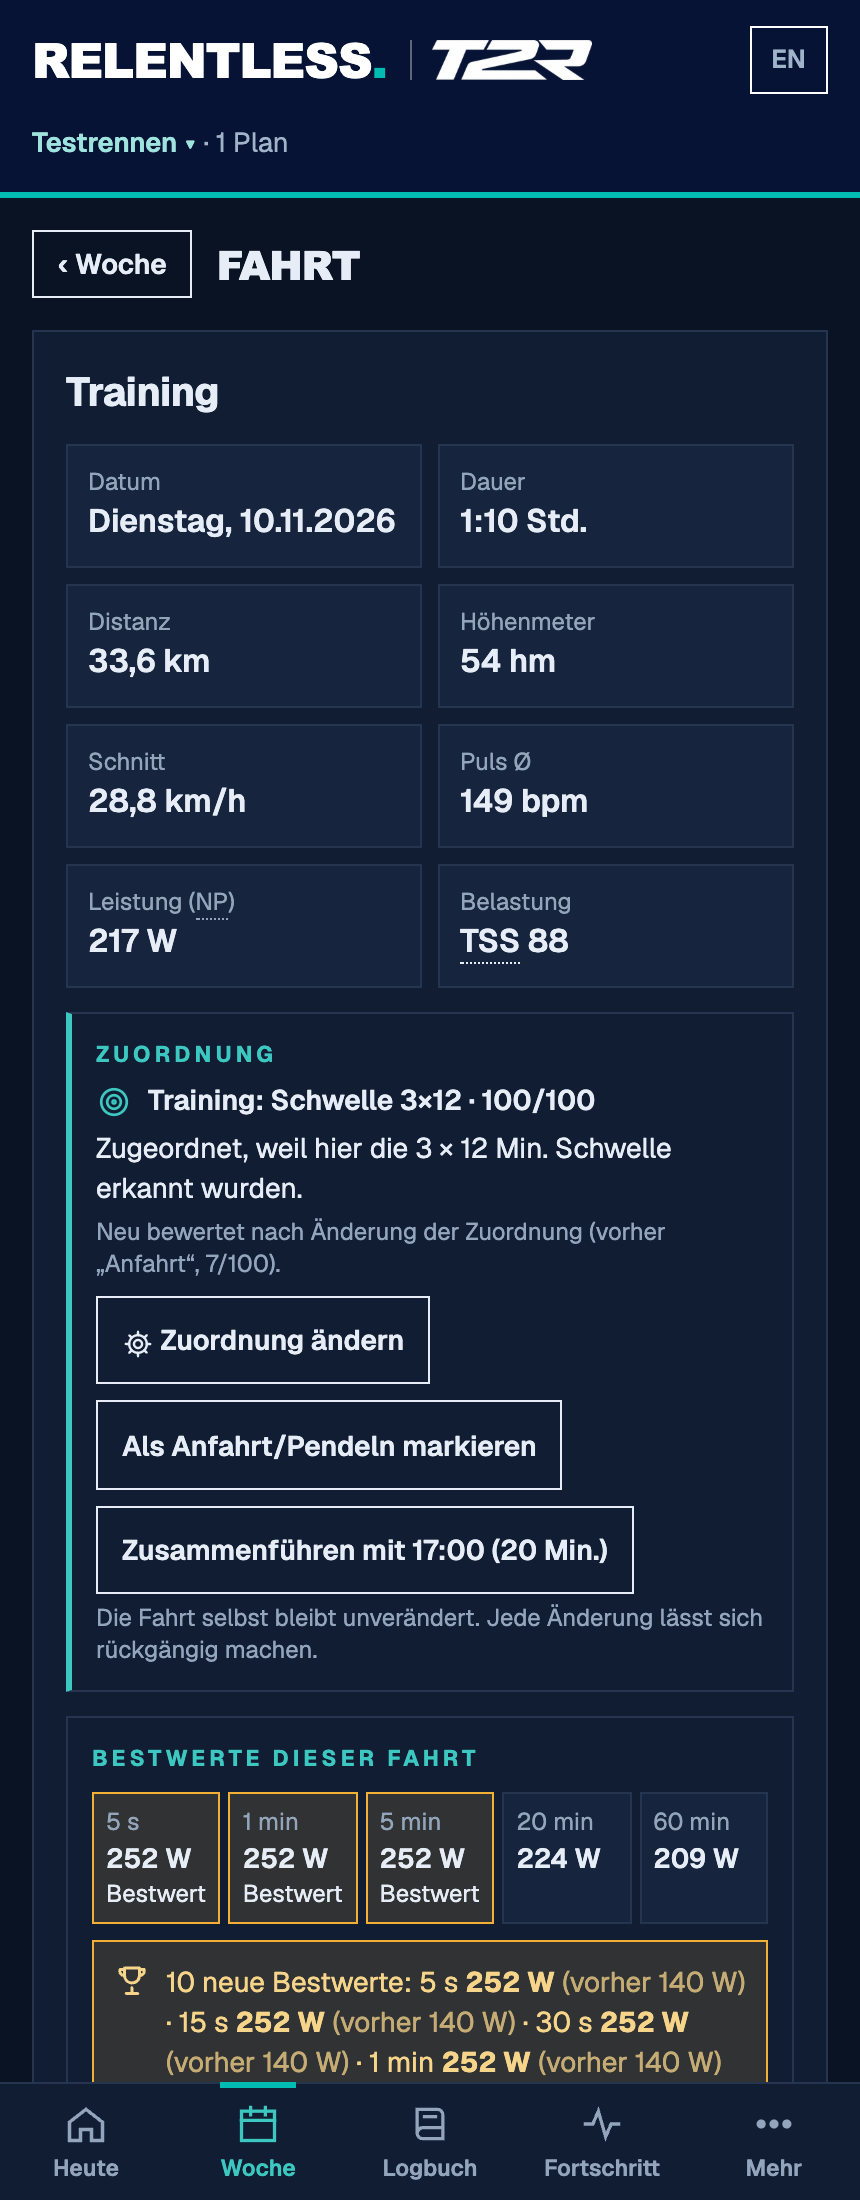 RELENTLESS. T2R EN
Testrennen ▾ · 1 Plan
‹ Woche FAHRT
Training
Datum Dauer
Dienstag, 10.11.2026 1:10 Std.
Distanz Höhenmeter
33,6 km 54 hm
Schnitt Puls Ø
28,8 km/h 149 bpm
Leistung (NP) Belastung
217 W TSS 88
ZUORDNUNG
Training: Schwelle 3×12 · 100/100
Zugeordnet, weil hier die 3 × 12 Min. Schwelle
erkannt wurden.
Neu bewertet nach Änderung der Zuordnung (vorher
„Anfahrt“, 7/100).
Zuordnung ändern
Als Anfahrt/Pendeln markieren
Zusammenführen mit 17:00 (20 Min.)
Die Fahrt selbst bleibt unverändert. Jede Änderung lässt sich
rückgängig machen.
BESTWERTE DIESER FAHRT
5 s 1 min 5 min 20 min 60 min
252 W 252 W 252 W 224 W 209 W
Bestwert Bestwert Bestwert
10 neue Bestwerte: 5 s 252 W (vorher 140 W)
· 15 s 252 W (vorher 140 W) · 30 s 252 W
(vorher 140 W) · 1 min 252 W (vorher 140 W)
Heute Woche Logbuch Fortschritt Mehr